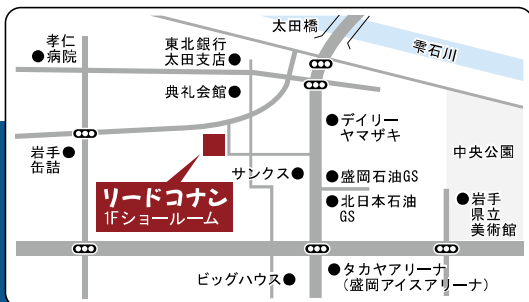 太田橋
雫石川
孝仁
病院
東北銀行
太田支店
典礼会館
デイリー
ヤマザキ
中央公園
岩手
缶詰
サンクス
盛岡石油GS
リードコナン
1Fショールーム
北日本石油
GS
岩手
県立
美術館
ビッグハウス
タカヤアリーナ
(盛岡アイスアリーナ)